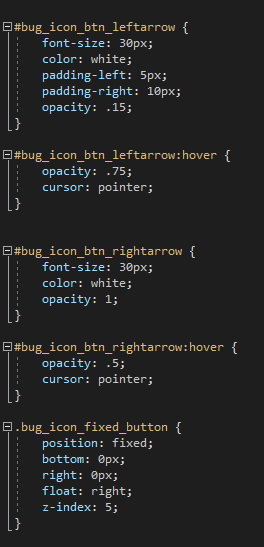 #bug_icon_btn_leftarrow {
font-size: 30px;
color: white;
padding-left: 5px;
padding-right: 10px;
opacity: .15;
}
#bug_icon_btn_leftarrow:hover {
opacity: .75;
cursor: pointer;
}
#bug_icon_btn_rightarrow {
font-size: 30px;
color: white;
opacity: 1;
}
#bug_icon_btn_rightarrow:hover {
opacity: .5;
cursor: pointer;
}
.bug_icon_fixed_button {
position: fixed;
bottom: 0px;
right: 0px;
float: right;
z-index: 5;
}